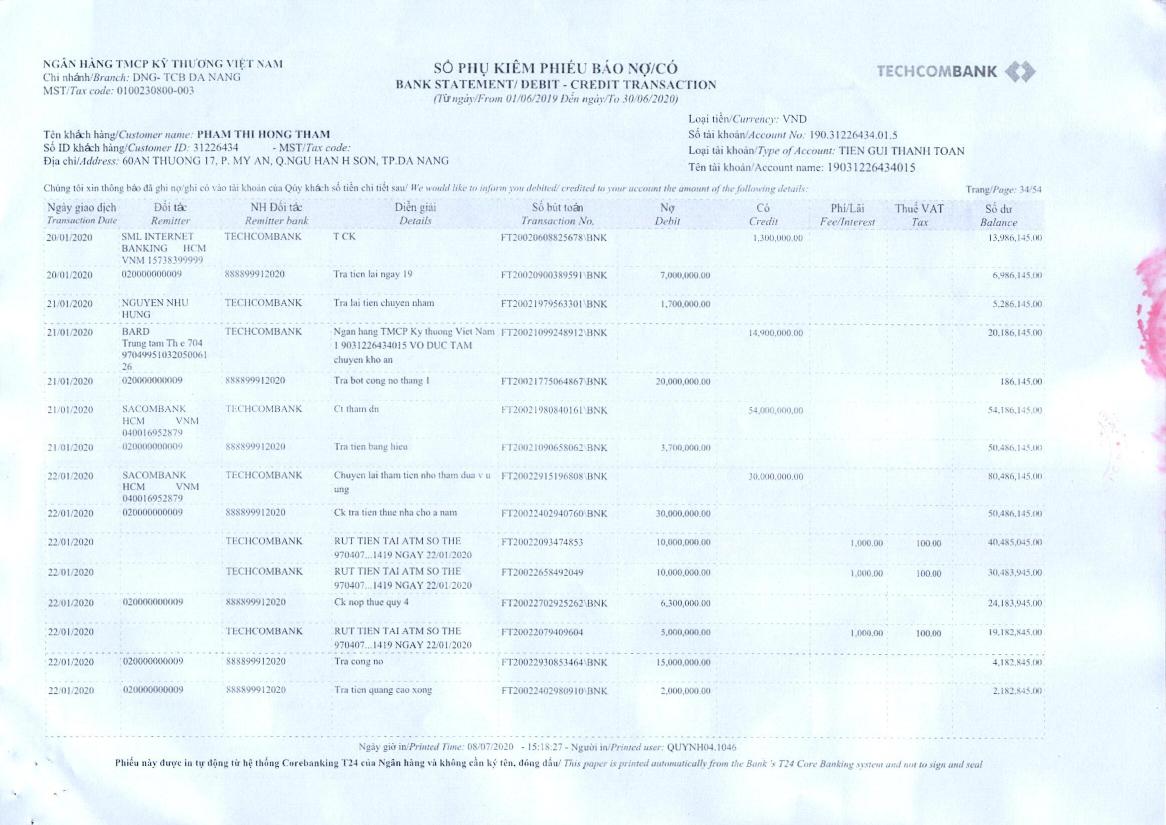 NGÂN HÀNG TMCP KỸ THƯƠNG VIỆT NAM
Chi nhánh/Branch: DNG- TCB DA NANG
MST/Tax code: 0100230800-003
SỔ PHỤ KIÊM PHIẾU BÁO NỢ/CÓ
BANK STATEMENT/ DEBIT - CREDIT TRANSACTION
(Từ ngày/From 01/06/2019 Đến ngày/To 30/06/2020)
TECHCOMBANK
Loại tiền/Currency: VND
Tên khách hàng/Customer name: PHAM THI HONG THAM
Số tài khoản/Account No: 190.31226434.01.5
Số ID khách hàng/Customer ID: 31226434 - MST/Tax code:
Loại tài khoản/Type of Account: TIEN GUI THANH TOAN
Địa chỉ/Address: 60AN THUONG 17, P. MY AN, Q.NGU HAN H SON, TP.DA NANG
Tên tài khoản/Account name: 19031226434015
Chúng tôi xin thông báo đã ghi nợ/ghi có vào tài khoản của Qúy khách số tiền chi tiết sau/ We would like to inform you debited/ credited to your account the amount of the following details:
Trang/Page: 34/54
Ngày giao dịch Đối tác NH Đối tác Diễn giải Số bút toán Nợ Có Phí/Lãi Thuế VAT Số dư
Transaction Date Remitter Remitter bank Details Transaction No. Debit Credit Fee/Interest Tax Balance
20/01/2020 SML INTERNET TECHCOMBANK T CK FT20020608825678\BNK 1,300,000.00 13,986,145.00
BANKING HCM
VNM 15738399999
20/01/2020 020000000009 888899912020 Tra tien lai ngay 19 FT20020900389591\BNK 7,000,000.00 6,986,145.00
21/01/2020 NGUYEN NHU TECHCOMBANK Tra lai tien chuyen nham FT20021979563301\BNK 1,700,000.00 5,286,145.00
HUNG
21/01/2020 BARD TECHCOMBANK Ngan hang TMCP Ky thuong Viet Nam FT20021099248912\BNK 14,900,000.00 20,186,145.00
Trung tam Th e 704 1 9031226434015 VO DUC TAM
97049951032050061 chuyen kho an
26
21/01/2020 020000000009 888899912020 Tra bot cong no thang 1 FT20021775064867\BNK 20,000,000.00 186,145.00
21/01/2020 SACOMBANK TECHCOMBANK Ct tham dn FT20021980840161\BNK 54,000,000.00 54,186,145.00
HCM VNM
040016952879
21/01/2020 020000000009 888899912020 Tra tien bang hieu FT20021090658062\BNK 3,700,000.00 50,486,145.00
22/01/2020 SACOMBANK TECHCOMBANK Chuyen lai tham tien nho tham dua v u FT20022915196808\BNK 30,000,000.00 80,486,145.00
HCM VNM ung
040016952879
22/01/2020 020000000009 888899912020 Ck tra tien thue nha cho a nam FT20022402940760\BNK 30,000,000.00 50,486,145.00
22/01/2020 TECHCOMBANK RUT TIEN TAI ATM SO THE FT20022093474853 10,000,000.00 1,000.00 100.00 40,485,045.00
970407...1419 NGAY 22/01/2020
22/01/2020 TECHCOMBANK RUT TIEN TAI ATM SO THE FT20022658492049 10,000,000.00 1,000.00 100.00 30,483,945.00
970407...1419 NGAY 22/01/2020
22/01/2020 020000000009 888899912020 Ck nop thue quy 4 FT20022702925262\BNK 6,300,000.00 24,183,945.00
22/01/2020 TECHCOMBANK RUT TIEN TAI ATM SO THE FT20022079409604 5,000,000.00 1,000.00 100.00 19,182,845.00
970407...1419 NGAY 22/01/2020
22/01/2020 020000000009 888899912020 Tra cong no FT20022930853464\BNK 15,000,000.00 4,182,845.00
22/01/2020 020000000009 888899912020 Tra tien quang cao xong FT20022402980910\BNK 2,000,000.00 2,182,845.00
Ngày giờ in/Printed Time: 08/07/2020 - 15:18:27 - Người in/Printed user: QUYNH04.1046
Phiếu này được in tự động từ hệ thống Corebanking T24 của Ngân hàng và không cần ký tên, đóng dấu/ This paper is printed automatically from the Bank 's T24 Core Banking system and not to sign and seal